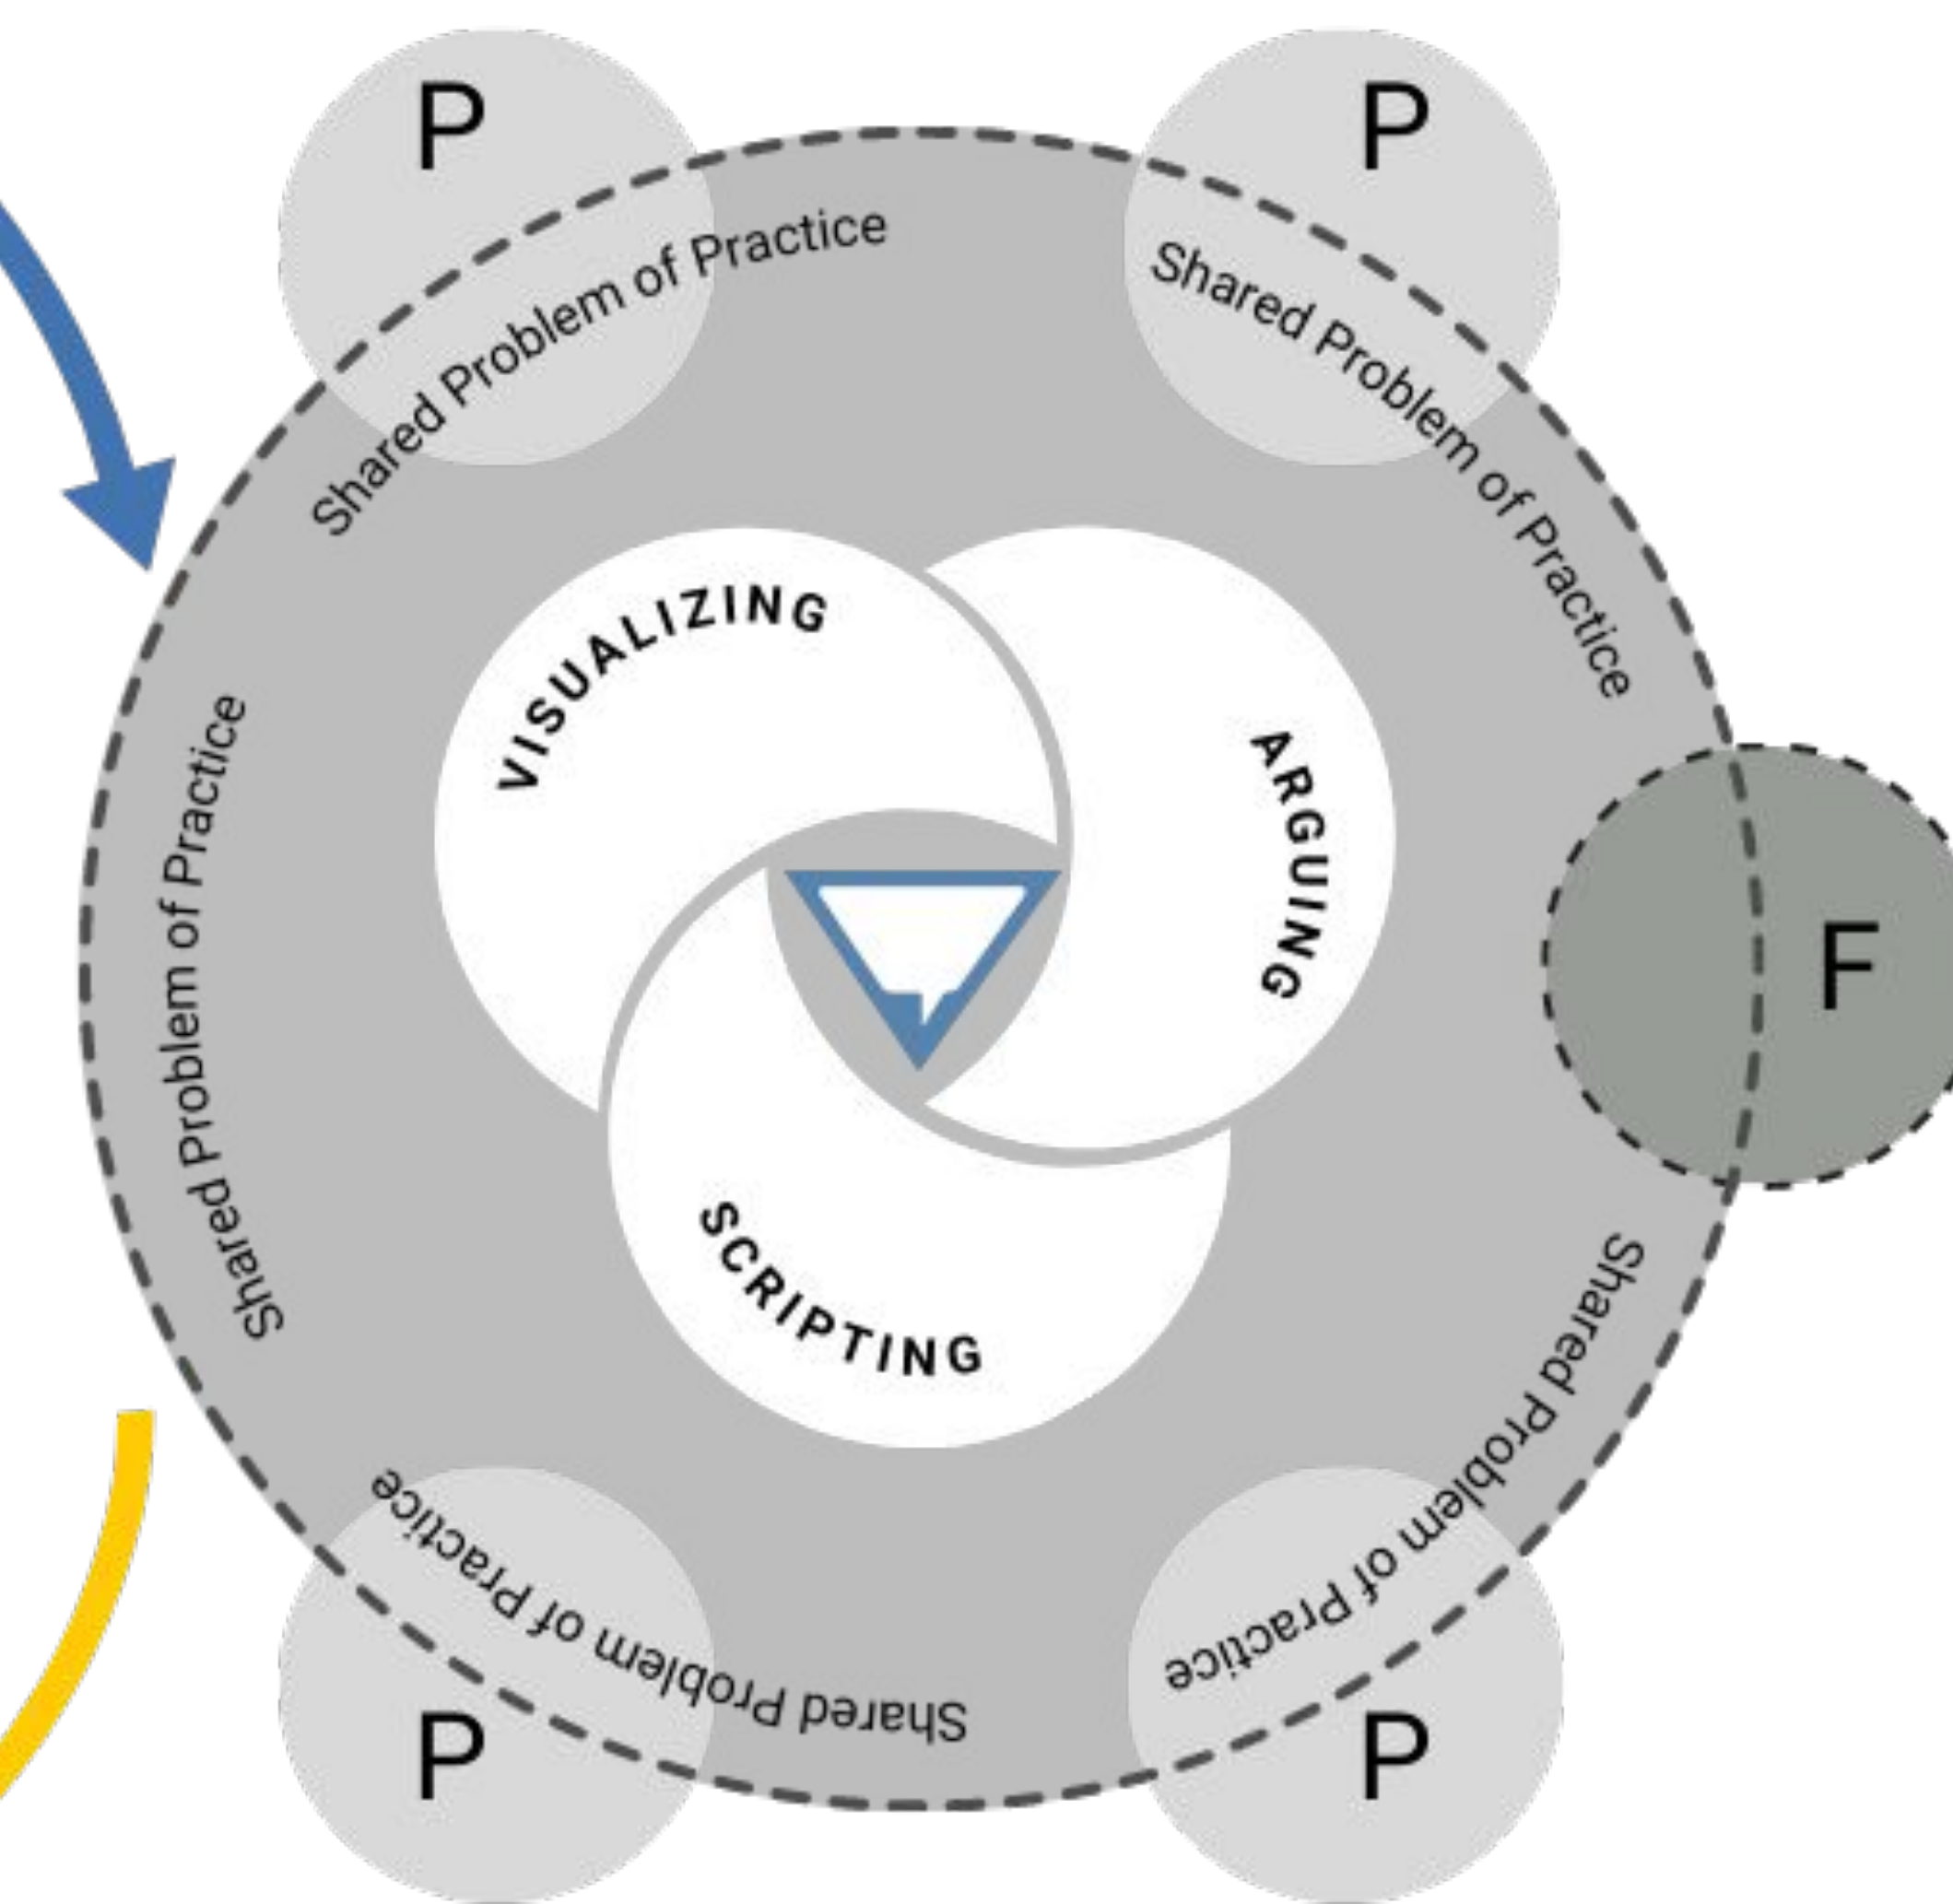 P
P
Shared Problem of Practice
Shared Problem of Practice
VISUALIZING
ARGUING
Shared Problem of Practice
F
SCRIPTING
Shared Problem of Practice
Shared Problem of Practice
P
P